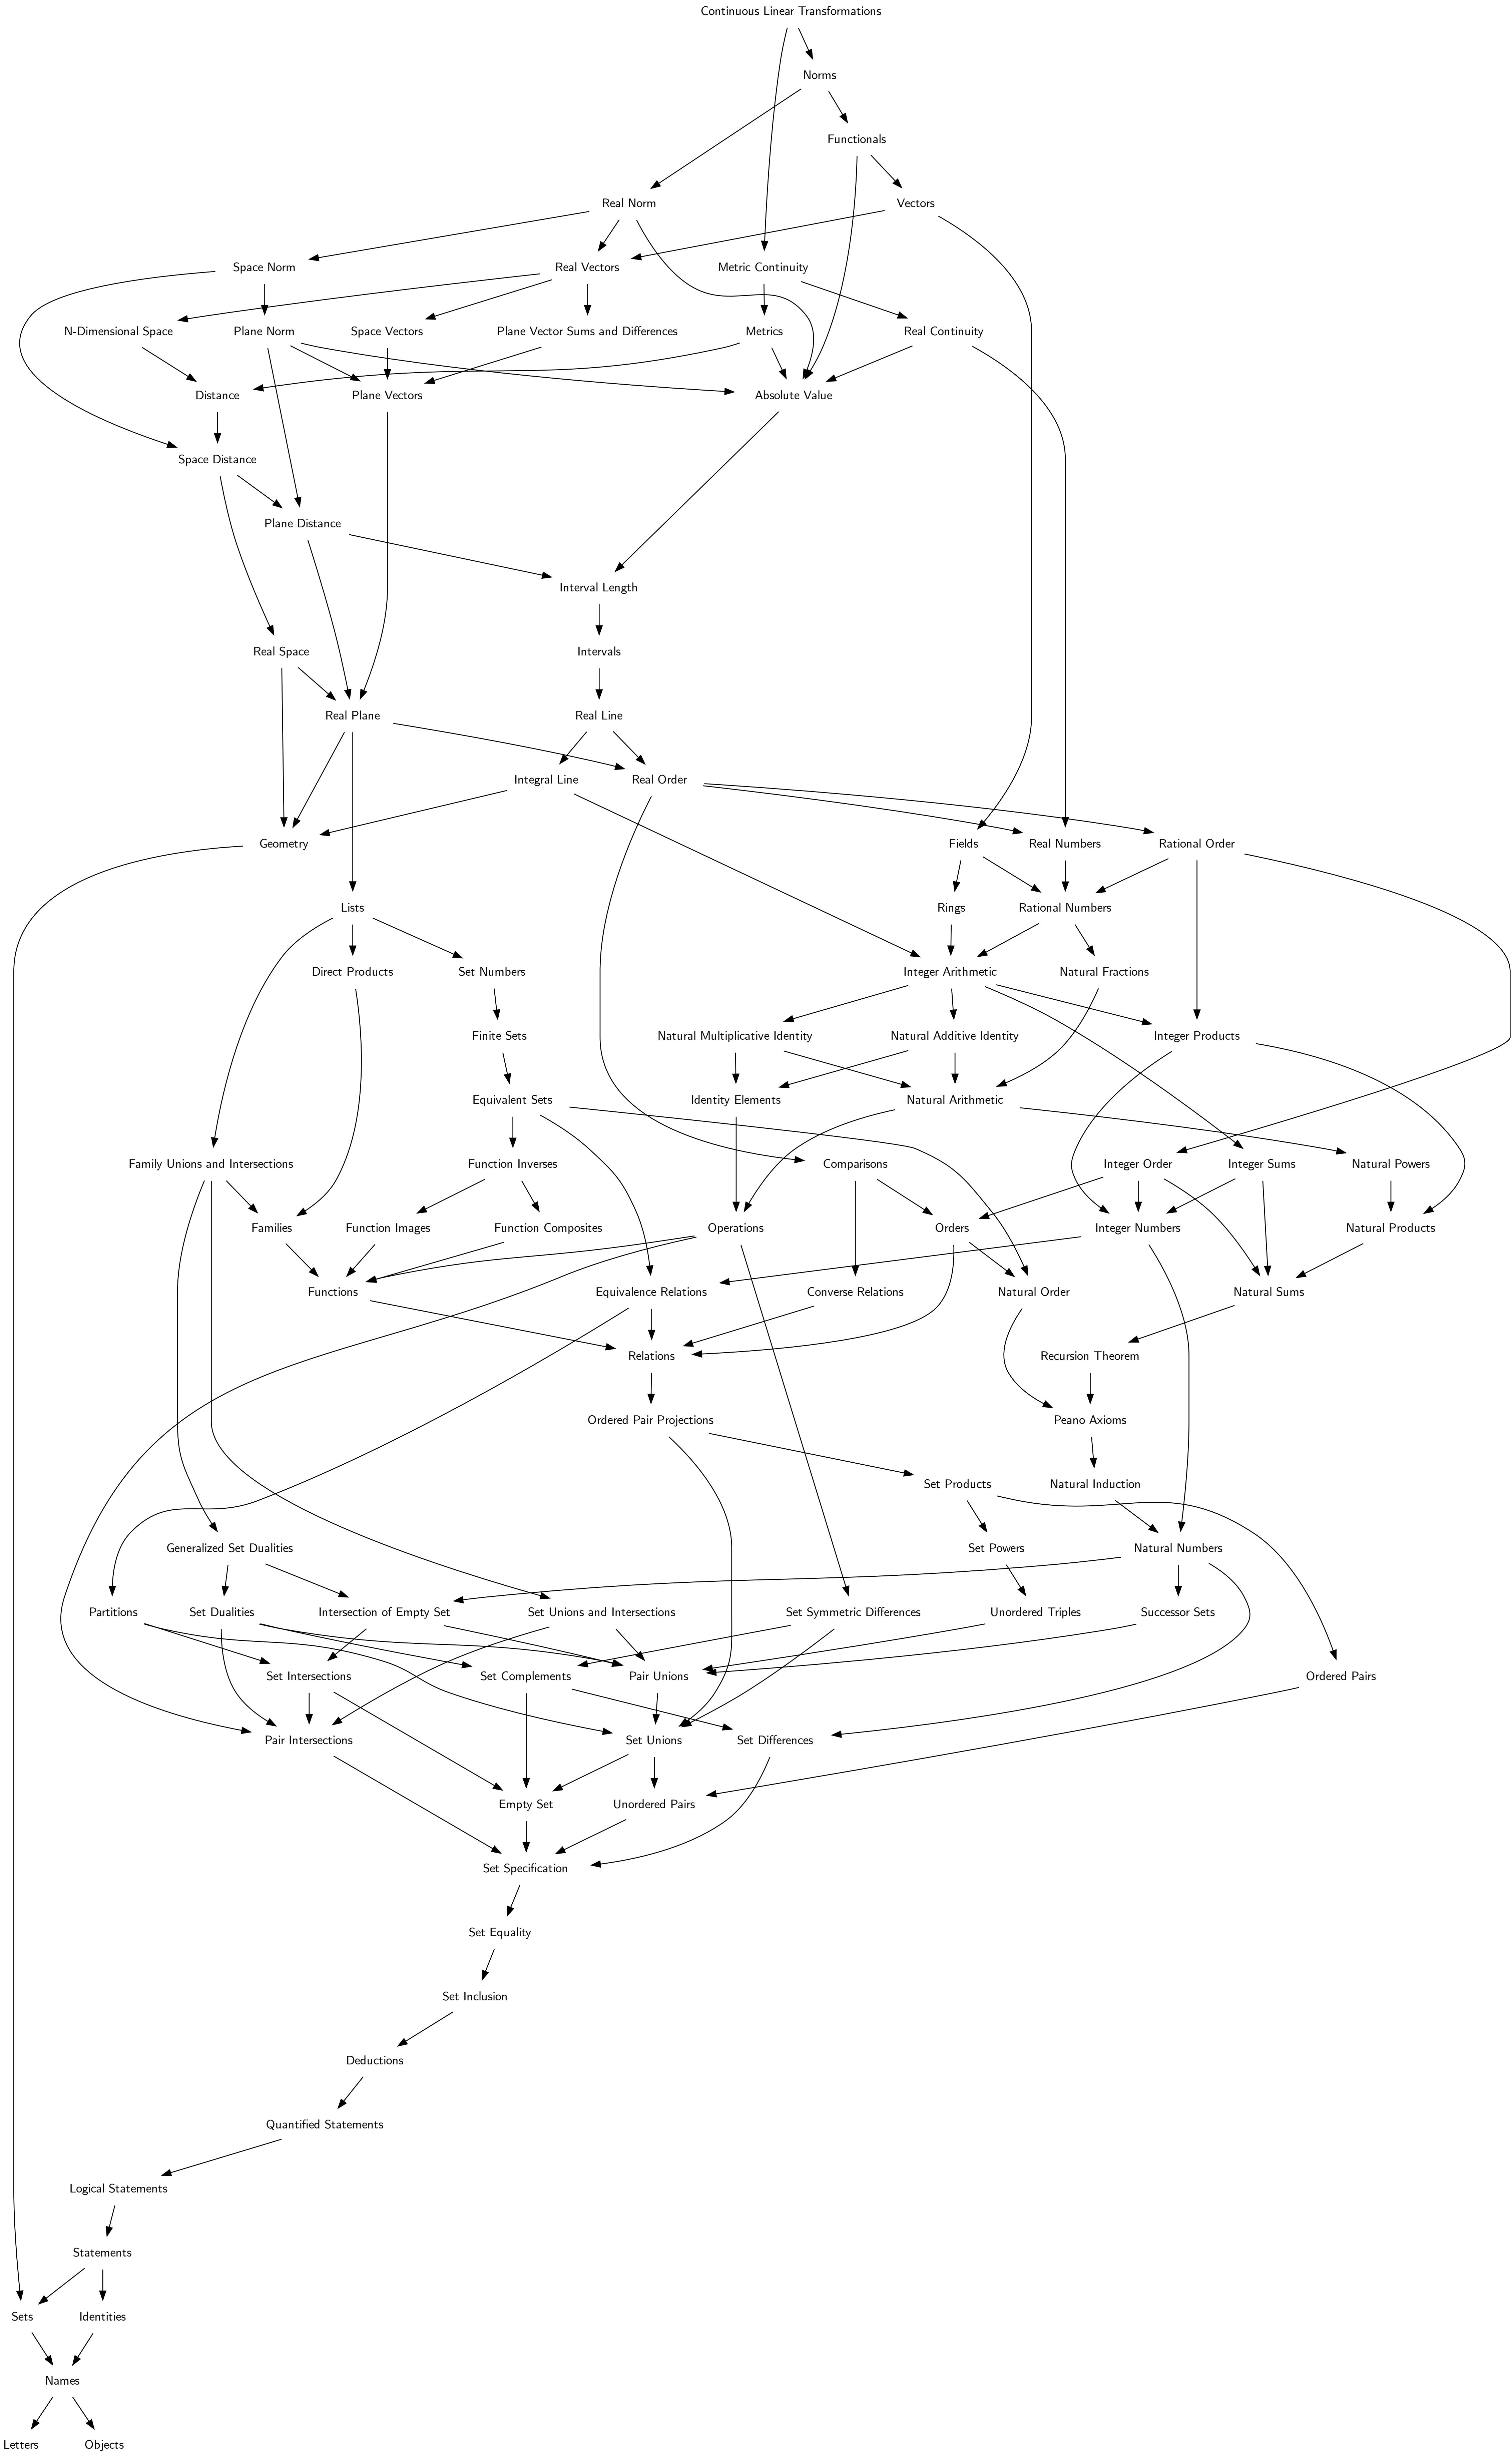 Continuous Linear Transformations
Norms
Functionals
Real Norm
Vectors
Space Norm
Real Vectors
Metric Continuity
N-Dimensional Space
Plane Norm
Space Vectors
Plane Vector Sums and Differences
Metrics
Real Continuity
Distance
Plane Vectors
Absolute Value
Space Distance
Plane Distance
Interval Length
Real Space
Intervals
Real Plane
Real Line
Integral Line
Real Order
Geometry
Fields
Real Numbers
Rational Order
Lists
Rings
Rational Numbers
Direct Products
Set Numbers
Integer Arithmetic
Natural Fractions
Finite Sets
Natural Multiplicative Identity
Natural Additive Identity
Integer Products
Equivalent Sets
Identity Elements
Natural Arithmetic
Family Unions and Intersections
Function Inverses
Comparisons
Integer Order
Integer Sums
Natural Powers
Families
Function Images
Function Composites
Operations
Orders
Integer Numbers
Natural Products
Functions
Equivalence Relations
Converse Relations
Natural Order
Natural Sums
Relations
Recursion Theorem
Ordered Pair Projections
Peano Axioms
Set Products
Natural Induction
Generalized Set Dualities
Set Powers
Natural Numbers
Partitions
Set Dualities
Intersection of Empty Set
Set Unions and Intersections
Set Symmetric Differences
Unordered Triples
Successor Sets
Set Intersections
Set Complements
Pair Unions
Ordered Pairs
Pair Intersections
Set Unions
Set Differences
Empty Set
Unordered Pairs
Set Specification
Set Equality
Set Inclusion
Deductions
Quantified Statements
Logical Statements
Statements
Sets
Identities
Names
Letters
Objects